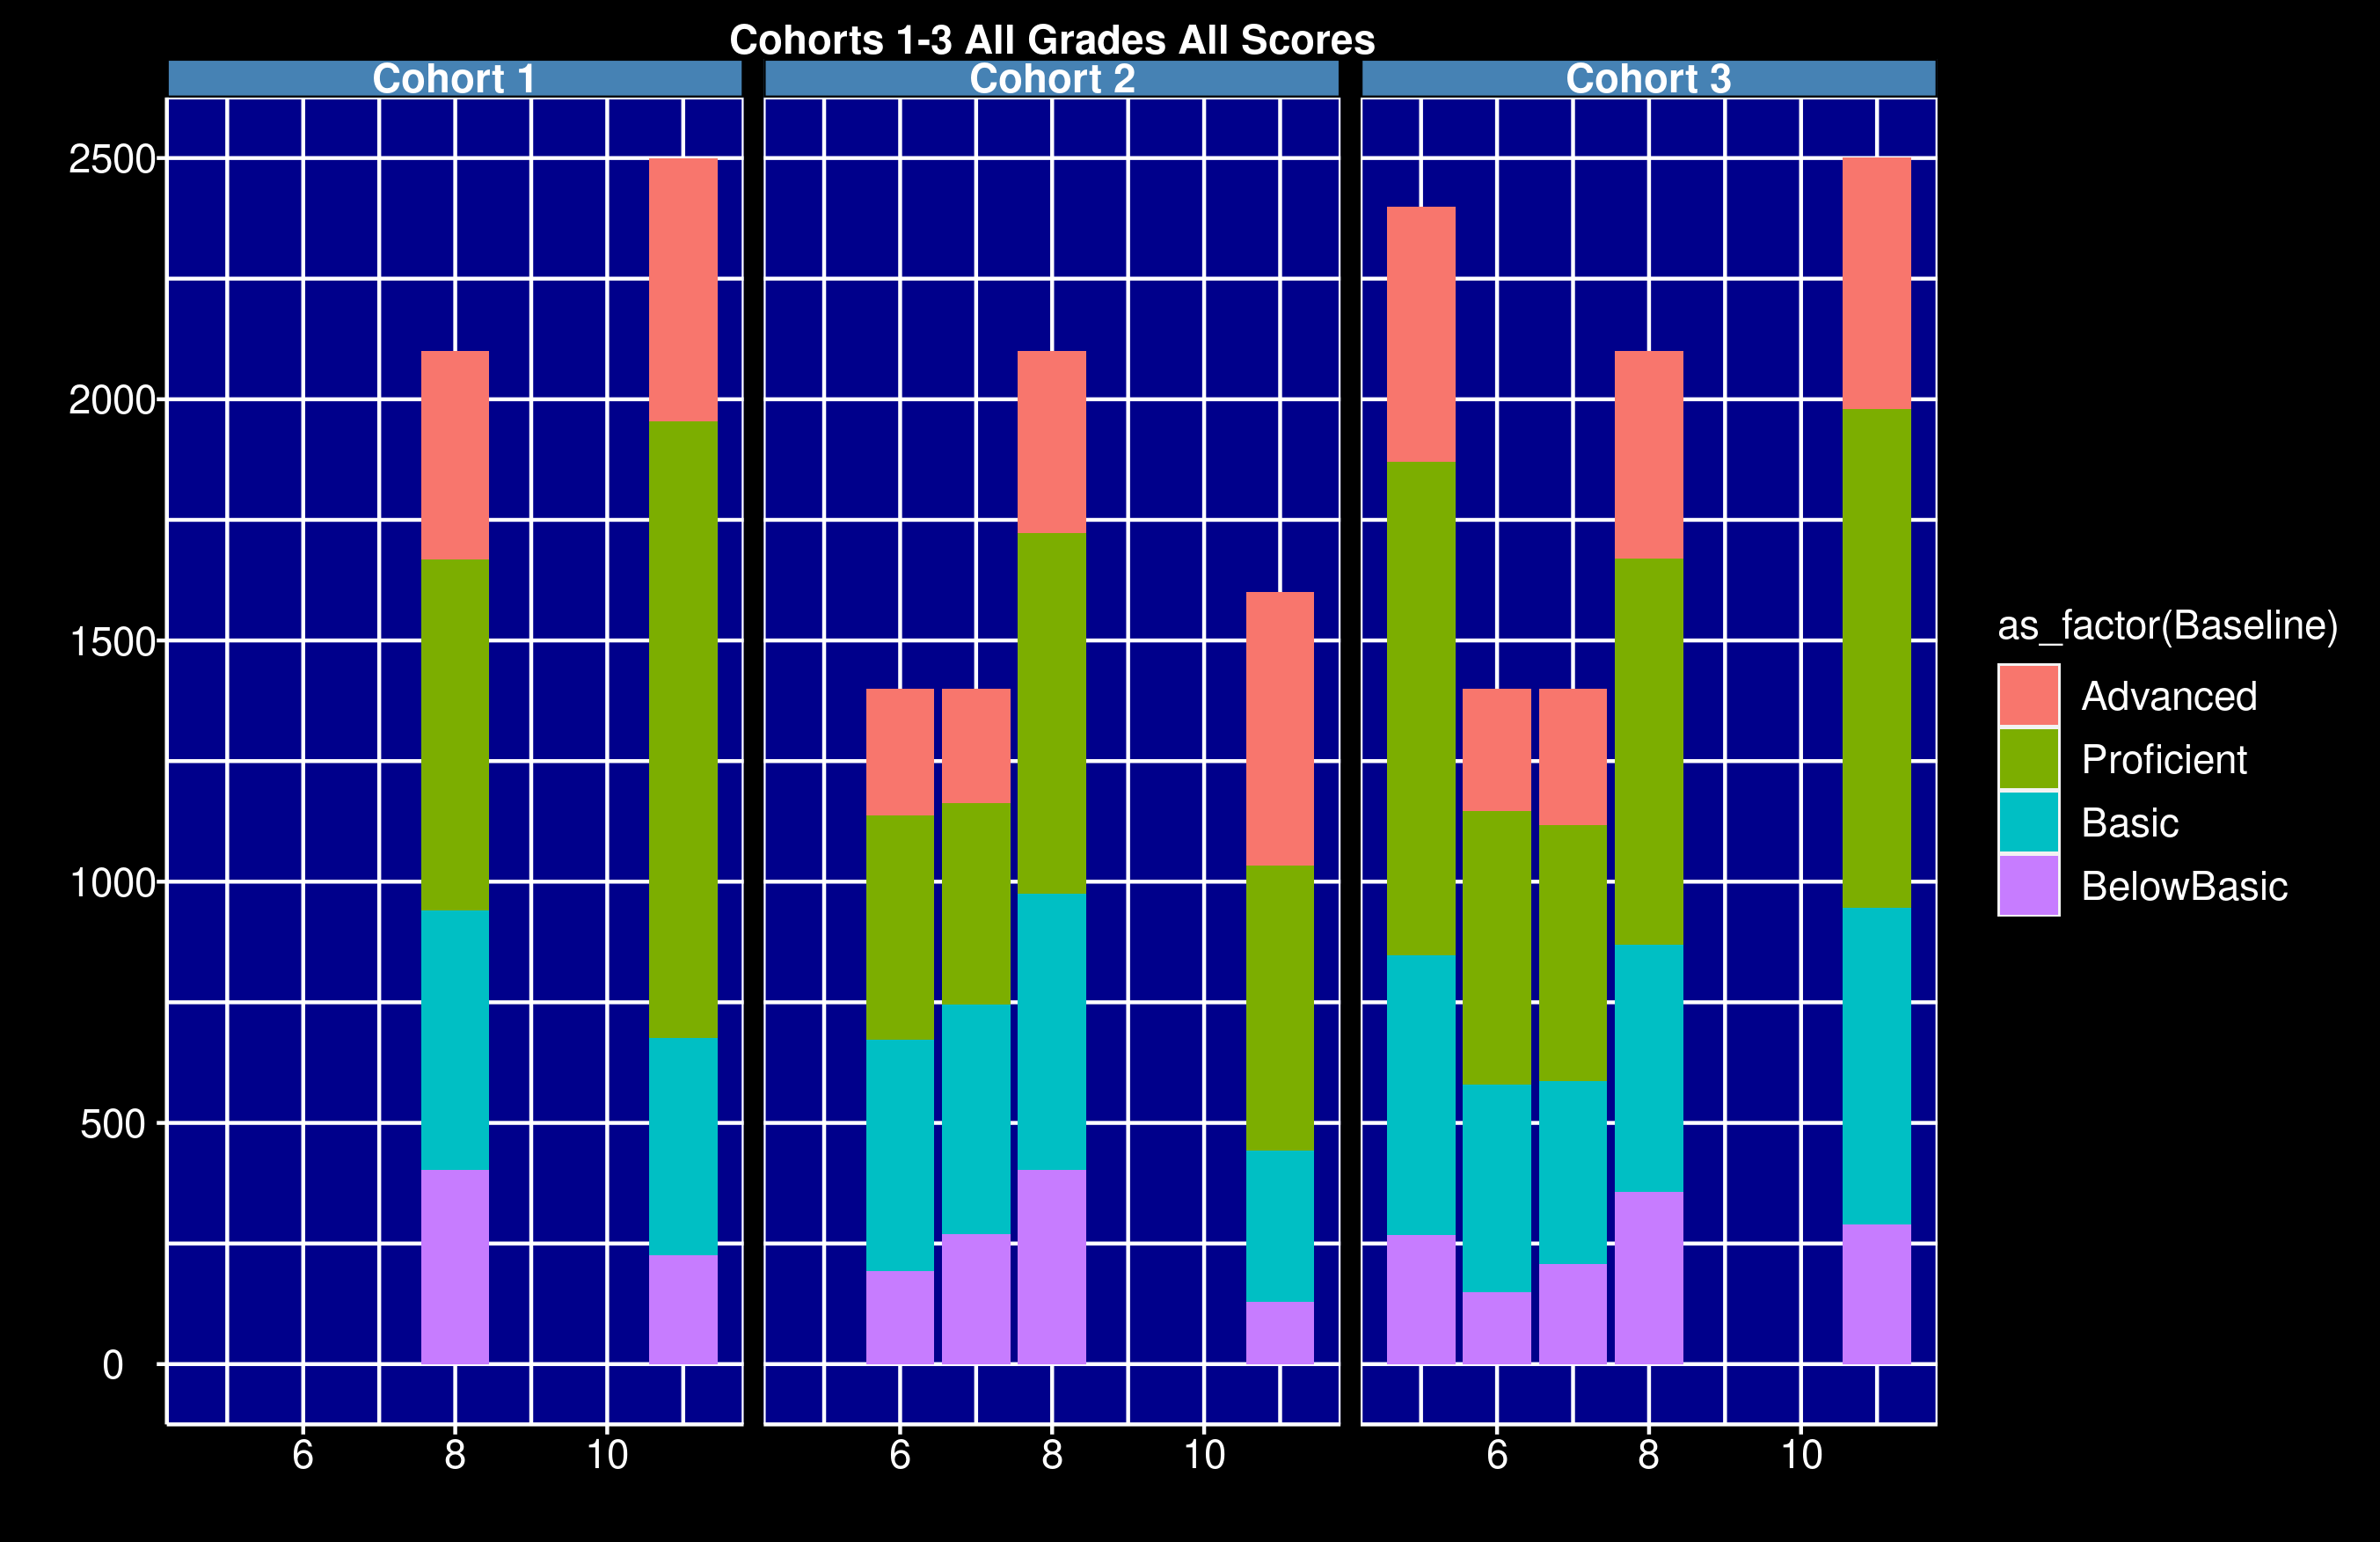 Cohorts 1-3 All Grades All Scores
Cohort 1 Cohort 2 Cohort 3
2500
2000
1500
1000
500
0
6 8 10 6 8 10 6 8 10
as_factor(Baseline)
Advanced
Proficient
Basic
BelowBasic